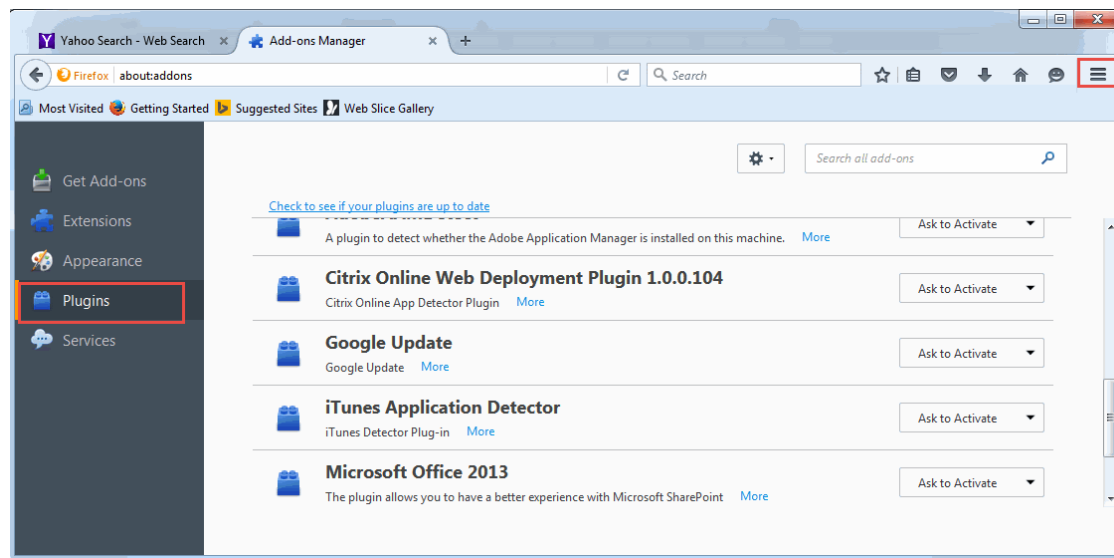 Yahoo Search - Web Search
Add-ons Manager
Firefox about:addons
Search
Most Visited Getting Started Suggested Sites Web Slice Gallery
Search all add-ons
Get Add-ons
Extensions
Appearance
Plugins
Services
Check to see if your plugins are up to date
A plugin to detect whether the Adobe Application Manager is installed on this machine. More
Ask to Activate
Citrix Online Web Deployment Plugin 1.0.0.104
Citrix Online App Detector Plugin More
Ask to Activate
Google Update
Google Update More
Ask to Activate
iTunes Application Detector
iTunes Detector Plug-in More
Ask to Activate
Microsoft Office 2013
The plugin allows you to have a better experience with Microsoft SharePoint More
Ask to Activate